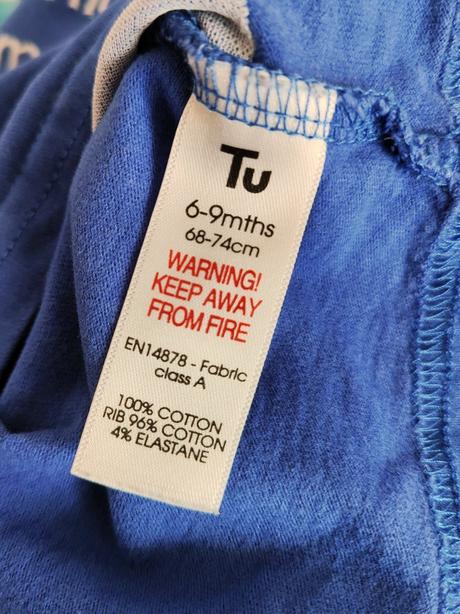 Tu
6-9mths
68-74cm
WARNING!
KEEP AWAY
FROM FIRE
EN14878 - Fabric
class A
100% COTTON
RIB 96% COTTON
4% ELASTANE